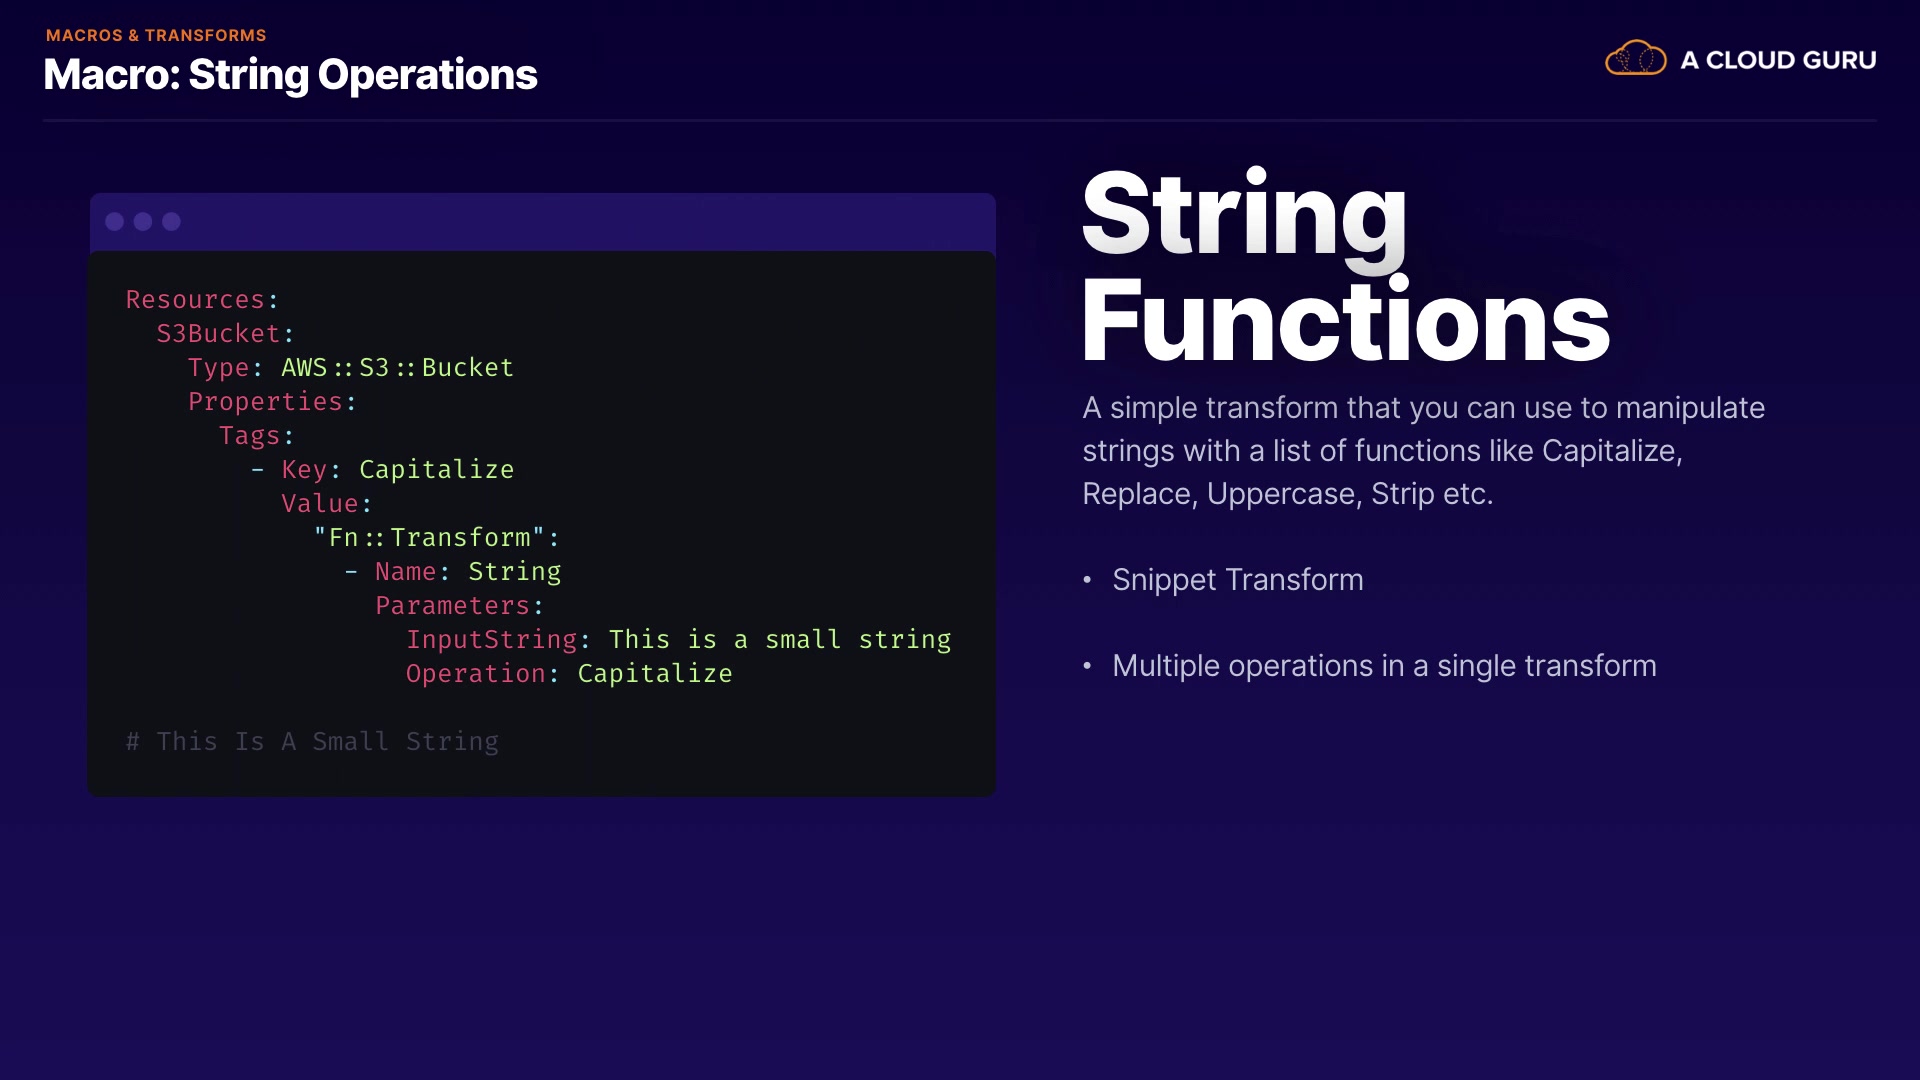 MACROS & TRANSFORMS
Macro: String Operations
A CLOUD GURU
Resources:
  S3Bucket:
    Type: AWS::S3::Bucket
    Properties:
      Tags:
        - Key: Capitalize
          Value:
            "Fn::Transform":
              - Name: String
                Parameters:
                  InputString: This is a small string
                  Operation: Capitalize
# This Is A Small String
String
Functions
A simple transform that you can use to manipulate
strings with a list of functions like Capitalize,
Replace, Uppercase, Strip etc.
• Snippet Transform
• Multiple operations in a single transform